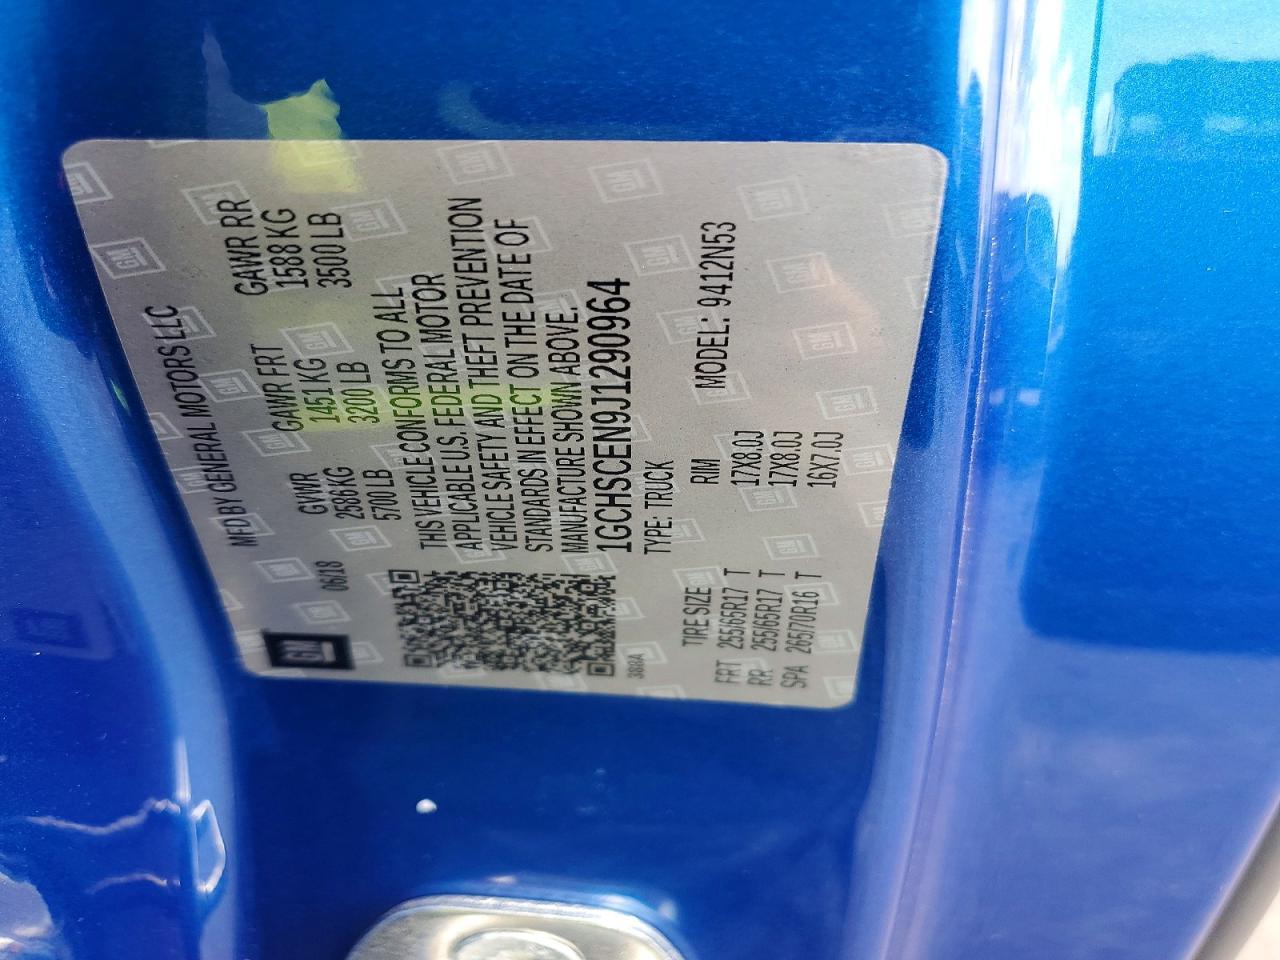 MFD BY GENERAL MOTORS LLC
GM
06/18
GVWR GAWR FRT GAWR RR
2586 KG 1451 KG 1588 KG
5700 LB 3200 LB 3500 LB
THIS VEHICLE CONFORMS TO ALL
APPLICABLE U.S. FEDERAL MOTOR
VEHICLE SAFETY AND THEFT PREVENTION
STANDARDS IN EFFECT ON THE DATE OF
MANUFACTURE SHOWN ABOVE.
1GCHSCEN9J1290964
TYPE: TRUCK
MODEL: 9412N53
TIRE SIZE RIM
FRT 255/65R17 T 17X8.0J
RR 255/65R17 T 17X8.0J
SPA 265/70R16 T 16X7.0J